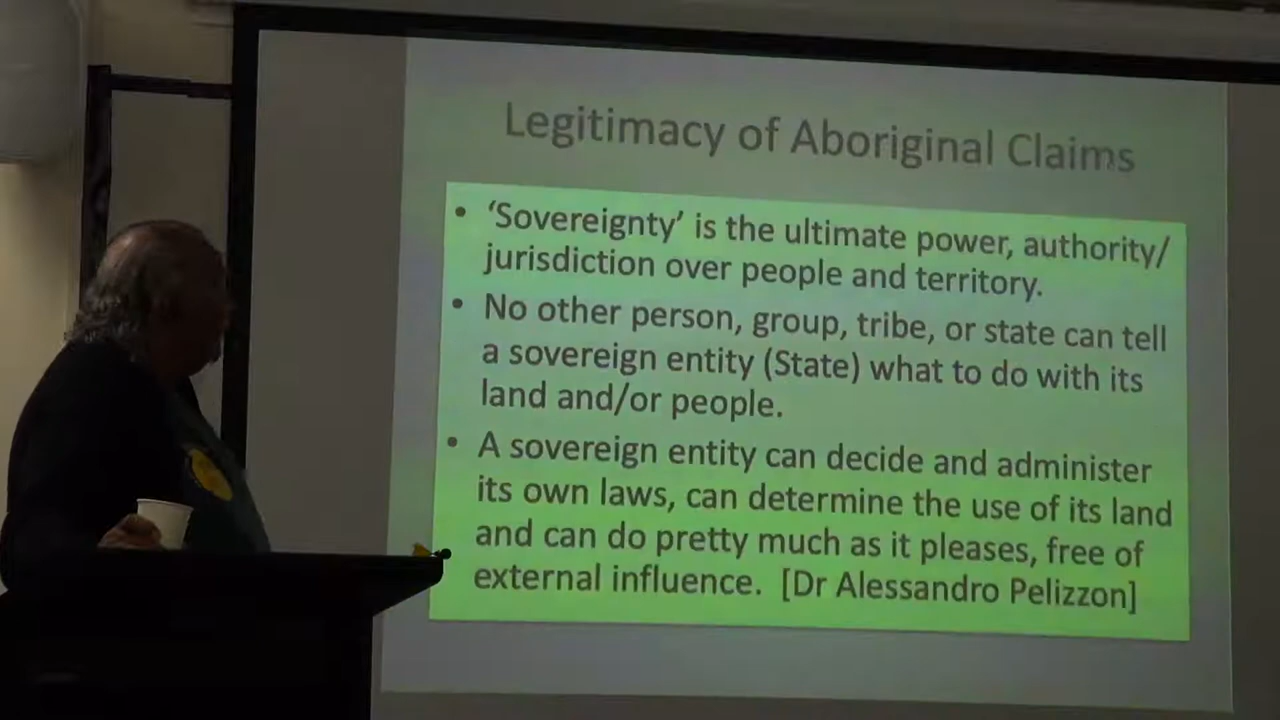 Legitimacy of Aboriginal Claims
• ‘Sovereignty’ is the ultimate power, authority/
jurisdiction over people and territory.
• No other person, group, tribe, or state can tell
a sovereign entity (State) what to do with its
land and/or people.
• A sovereign entity can decide and administer
its own laws, can determine the use of its land
and can do pretty much as it pleases, free of
external influence. [Dr Alessandro Pelizzon]